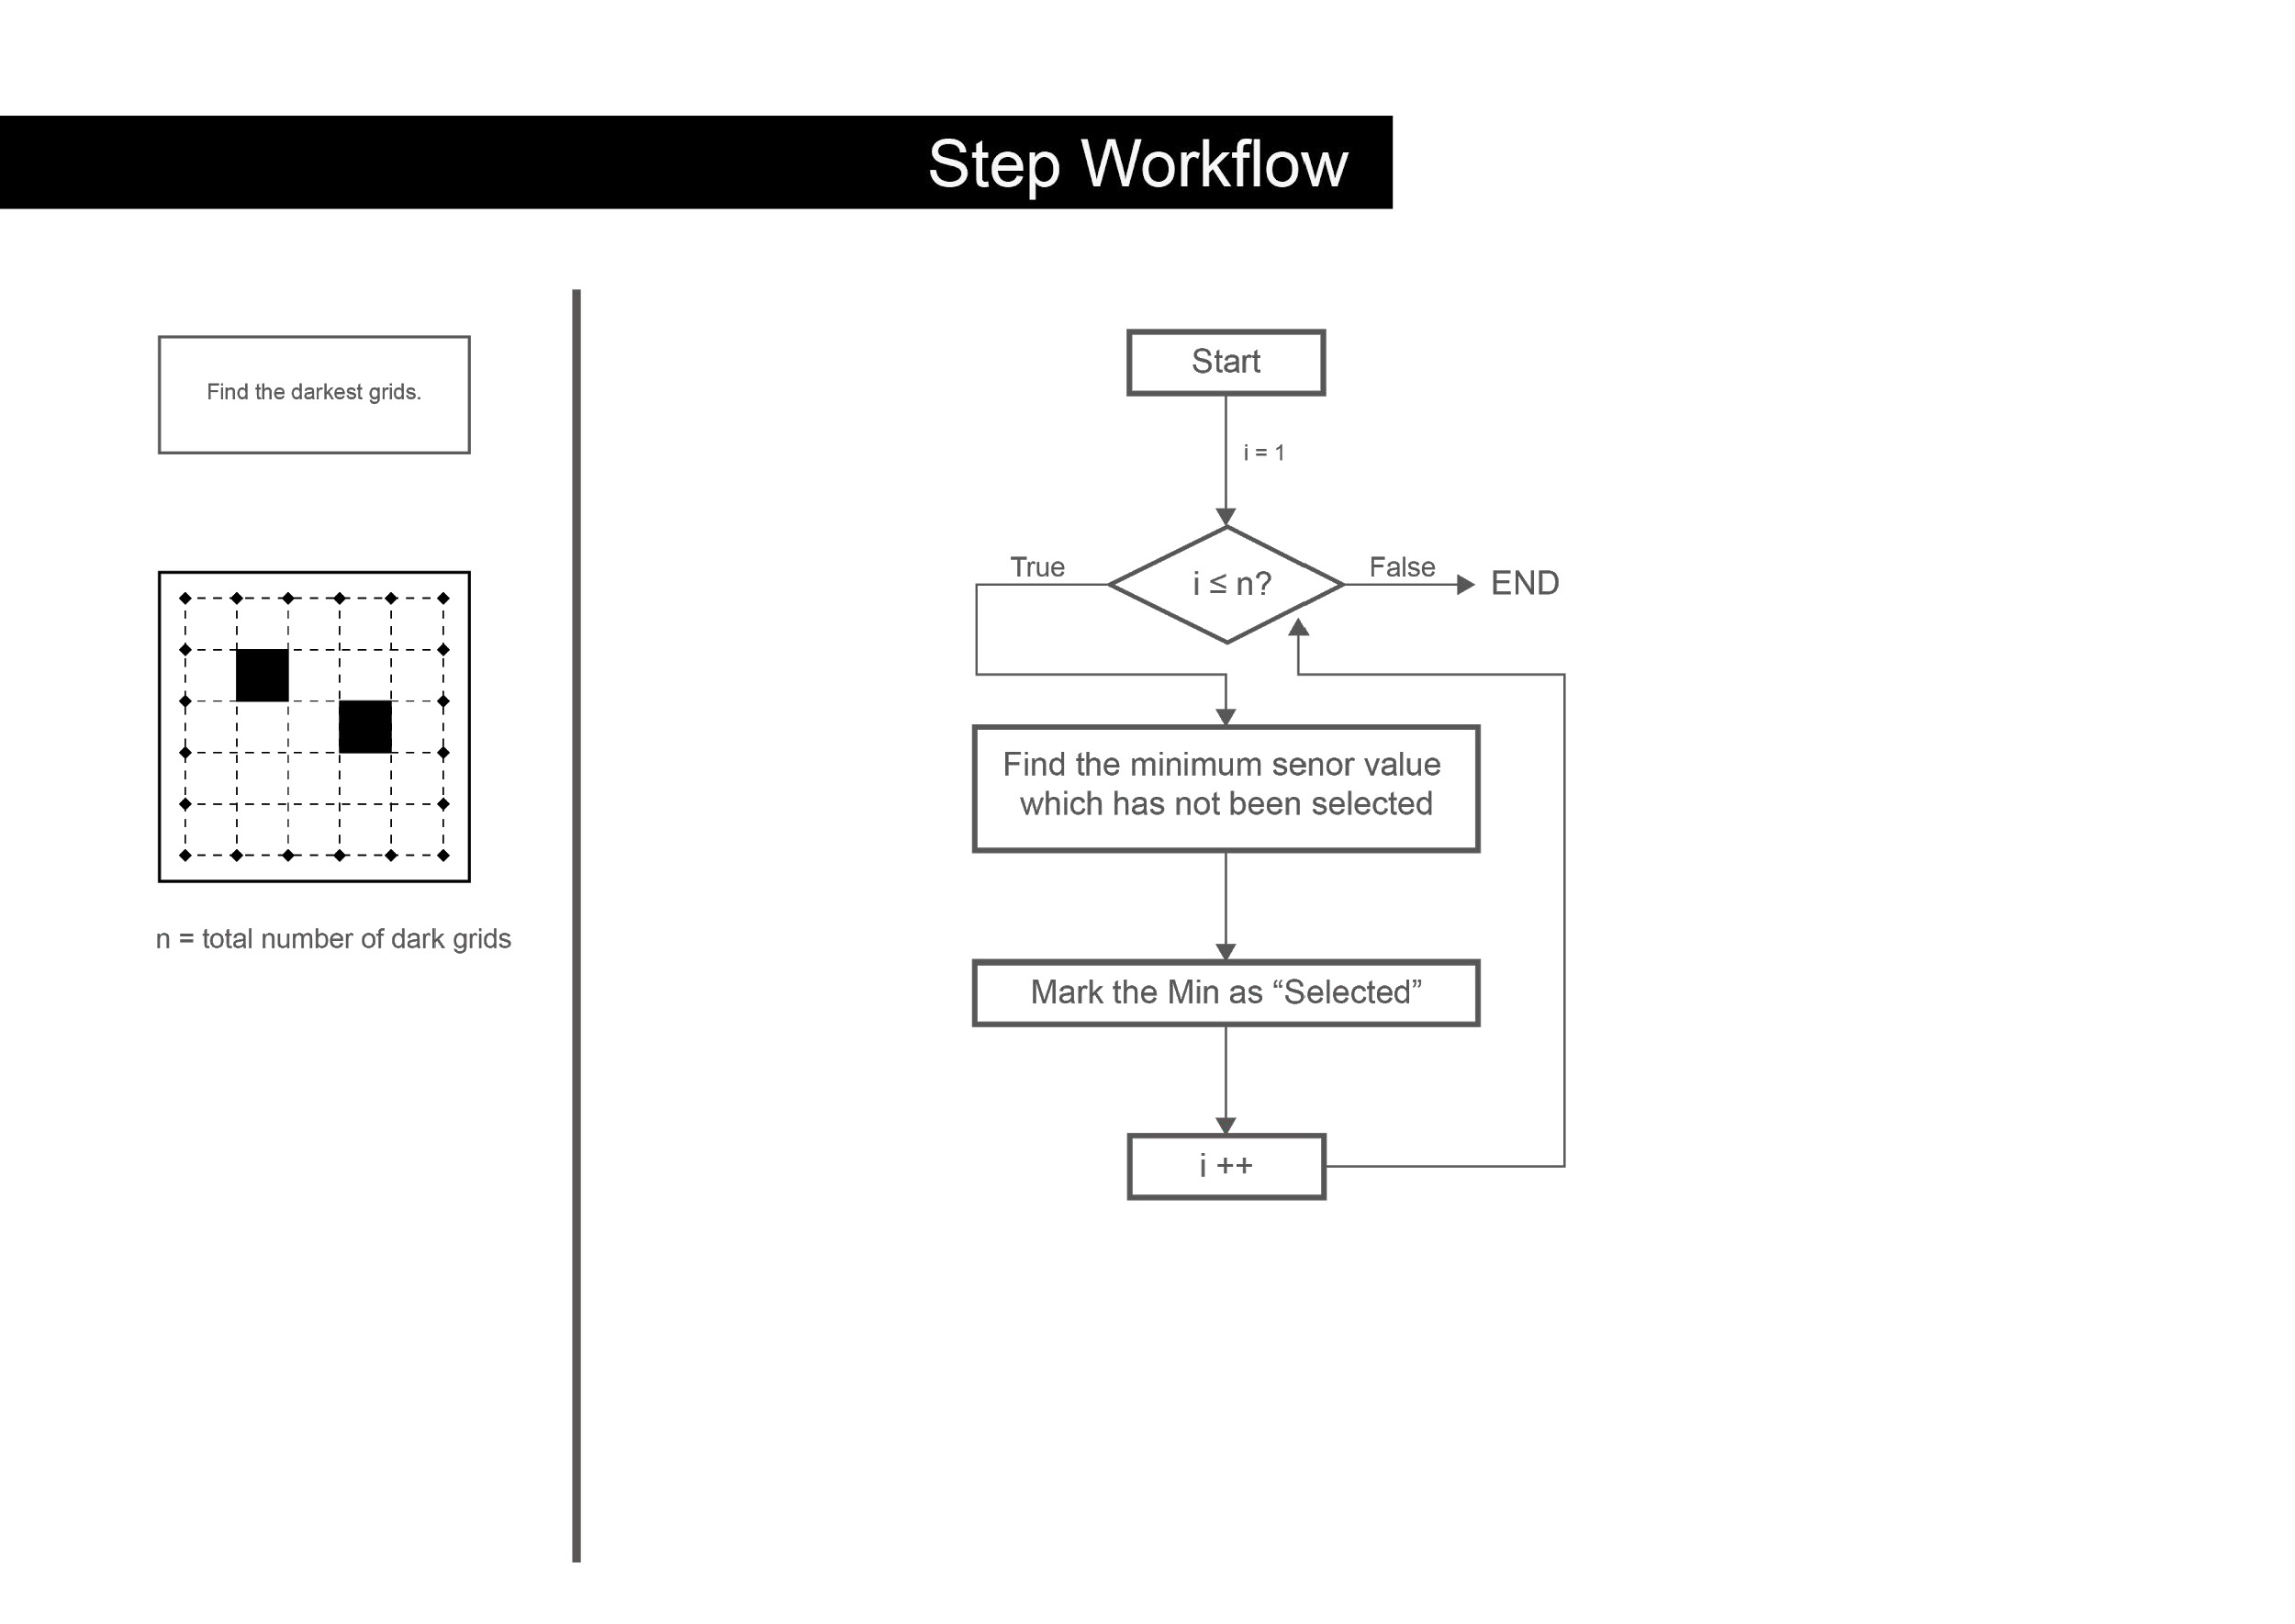 Step Workflow
Find the darkest grids.
n = total number of dark grids
Start
i = 1
True
i ≤ n?
False
END
Find the minimum senor value
which has not been selected
Mark the Min as “Selected”
i ++